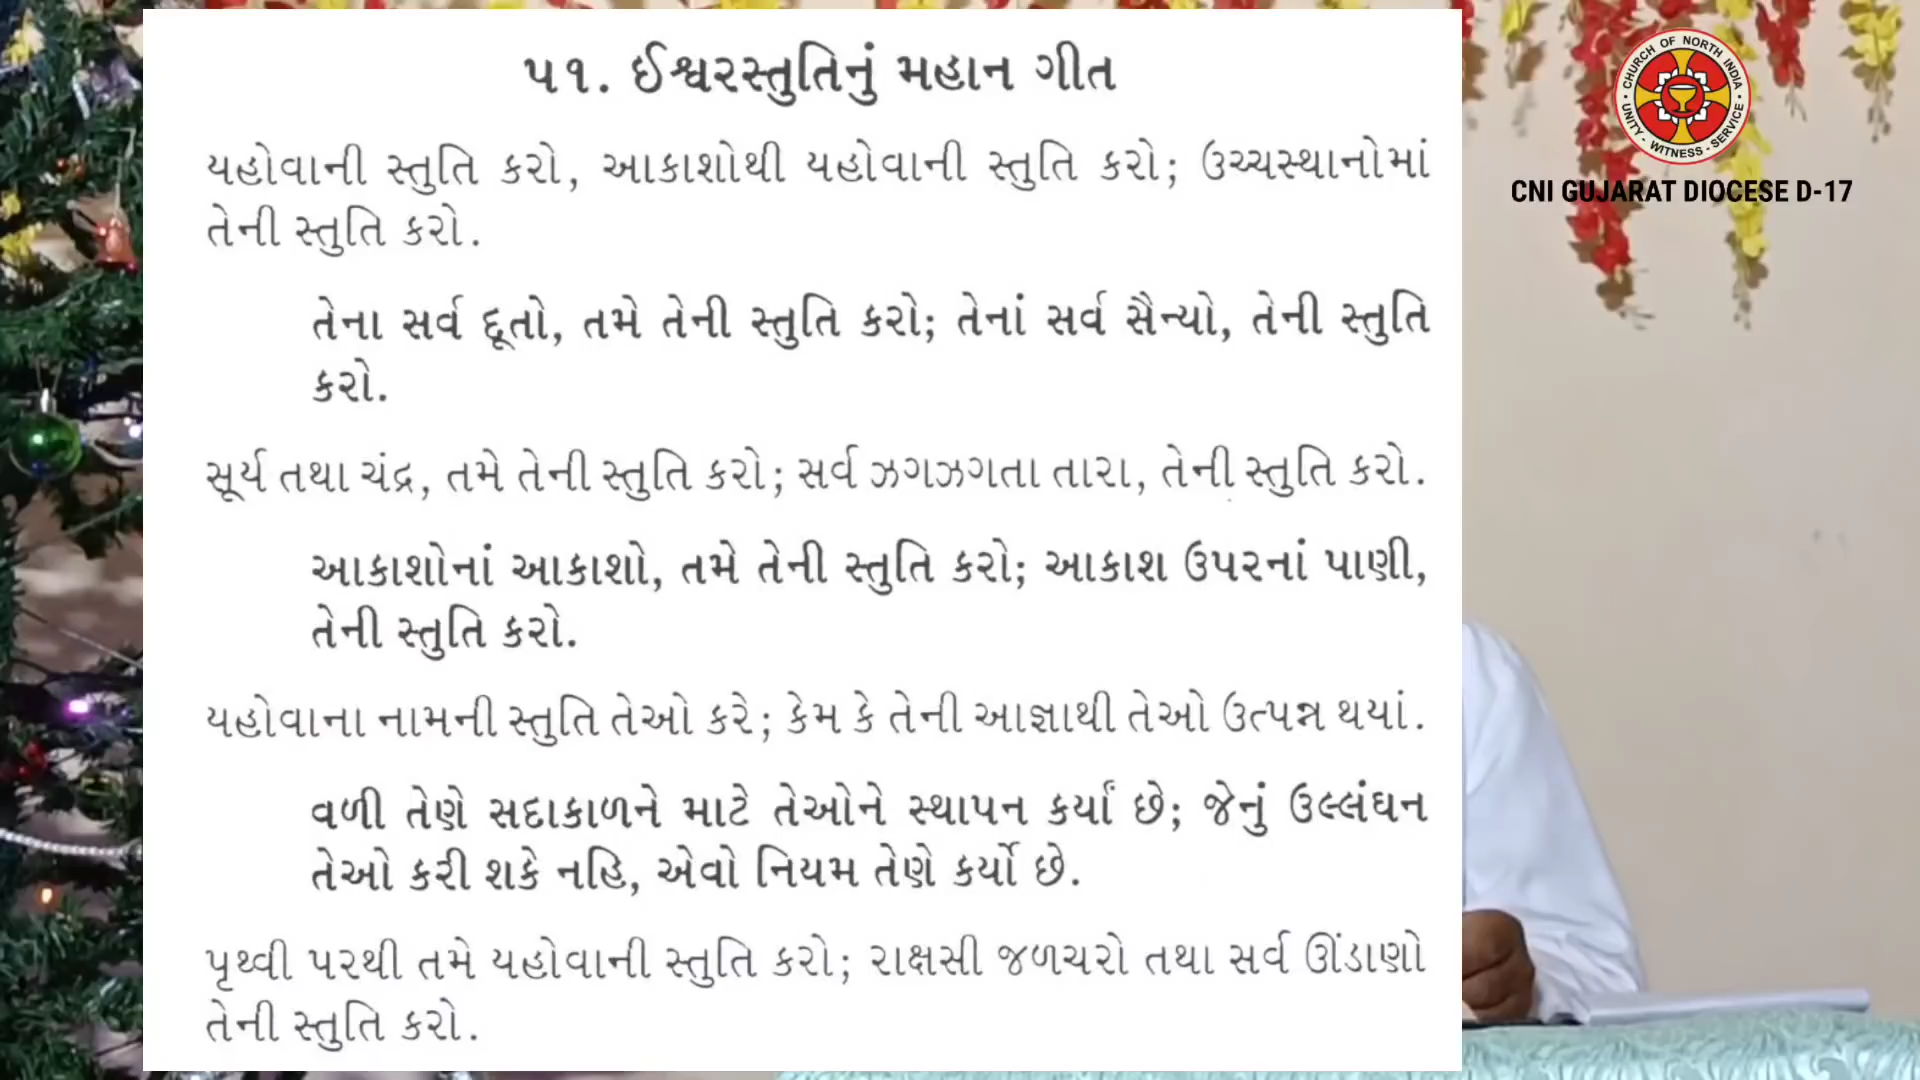 ૫૧. ઈશ્વરસ્તુતિનું મહાન ગીત
યહોવાની સ્તુતિ કરો, આકાશોથી યહોવાની સ્તુતિ કરો; ઉચ્ચસ્થાનોમાં
તેની સ્તુતિ કરો.
તેના સર્વ દૂતો, તમે તેની સ્તુતિ કરો; તેનાં સર્વ સૈન્યો, તેની સ્તુતિ
કરો.
સૂર્ય તથા ચંદ્ર, તમે તેની સ્તુતિ કરો; સર્વ ઝગઝગતા તારા, તેની સ્તુતિ કરો.
આકાશોનાં આકાશો, તમે તેની સ્તુતિ કરો; આકાશ ઉપરનાં પાણી,
તેની સ્તુતિ કરો.
યહોવાના નામની સ્તુતિ તેઓ કરે; કેમ કે તેની આજ્ઞાથી તેઓ ઉત્પન્ન થયાં.
વળી તેણે સદાકાળને માટે તેઓને સ્થાપન કર્યાં છે; જેનું ઉલ્લંઘન
તેઓ કરી શકે નહિ, એવો નિયમ તેણે કર્યો છે.
પૃથ્વી પરથી તમે યહોવાની સ્તુતિ કરો; રાક્ષસી જળચરો તથા સર્વ ઊંડાણો
તેની સ્તુતિ કરો.
CHURCH OF NORTH INDIA
UNITY - WITNESS - SERVICE
CNI GUJARAT DIOCESE D-17